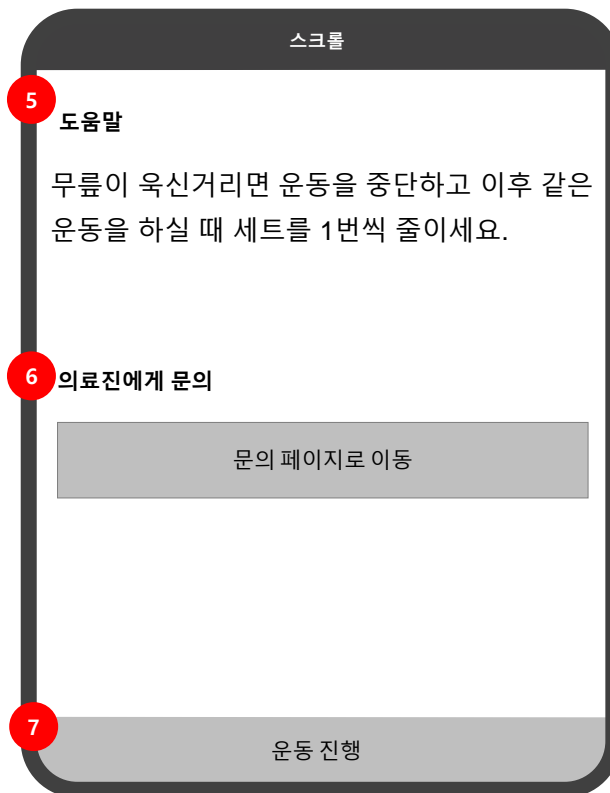 스크롤
5
도움말
무릎이 욱신거리면 운동을 중단하고 이후 같은
운동을 하실 때 세트를 1번씩 줄이세요.
6
의료진에게 문의
문의 페이지로 이동
7
운동 진행